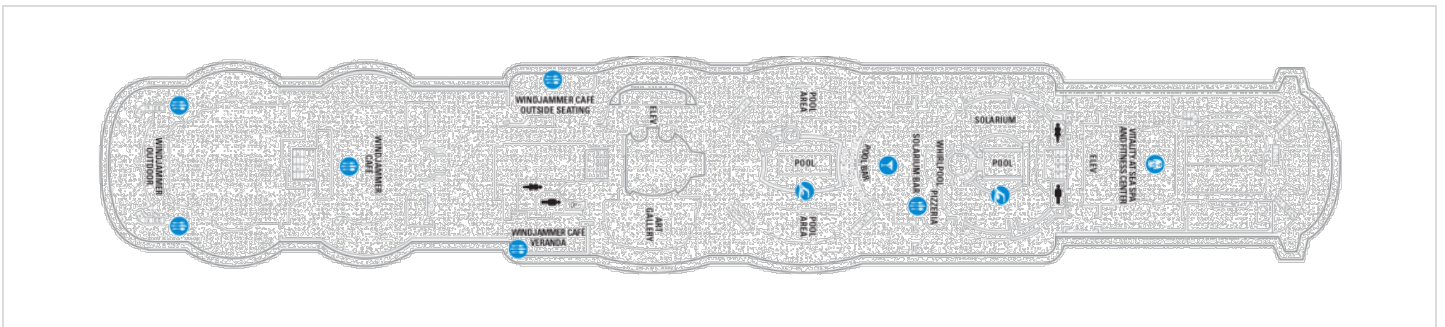 WINDJAMMER
OUTDOOR
WINDJAMMER
CAFE
WINDJAMMER CAFE
OUTSIDE SEATING
WINDJAMMER CAFE
VERANDA
ELEV
ART
GALLERY
POOL
AREA
POOL
POOL
AREA
POOL BAR
SOLARIUM BAR
WHIRLPOOL
PIZZERIA
SOLARIUM
POOL
ELEV
VITALITY AT SEA SPA
AND FITNESS CENTER